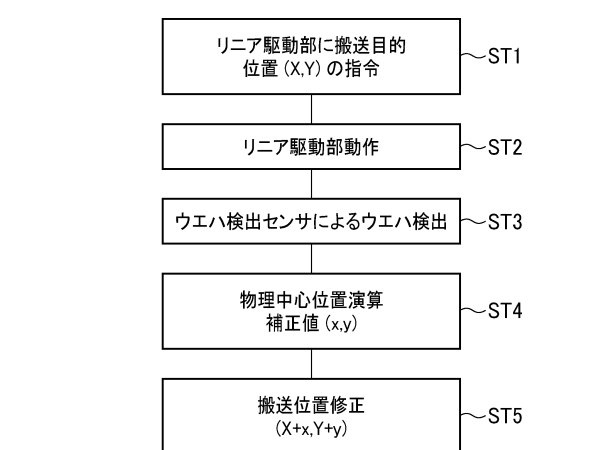 リニア駆動部に搬送目的
位置(X,Y)の指令
ST1
リニア駆動部動作
ST2
ウエハ検出センサによるウエハ検出
ST3
物理中心位置演算
補正値(x,y)
ST4
搬送位置修正
(X+x,Y+y)
ST5